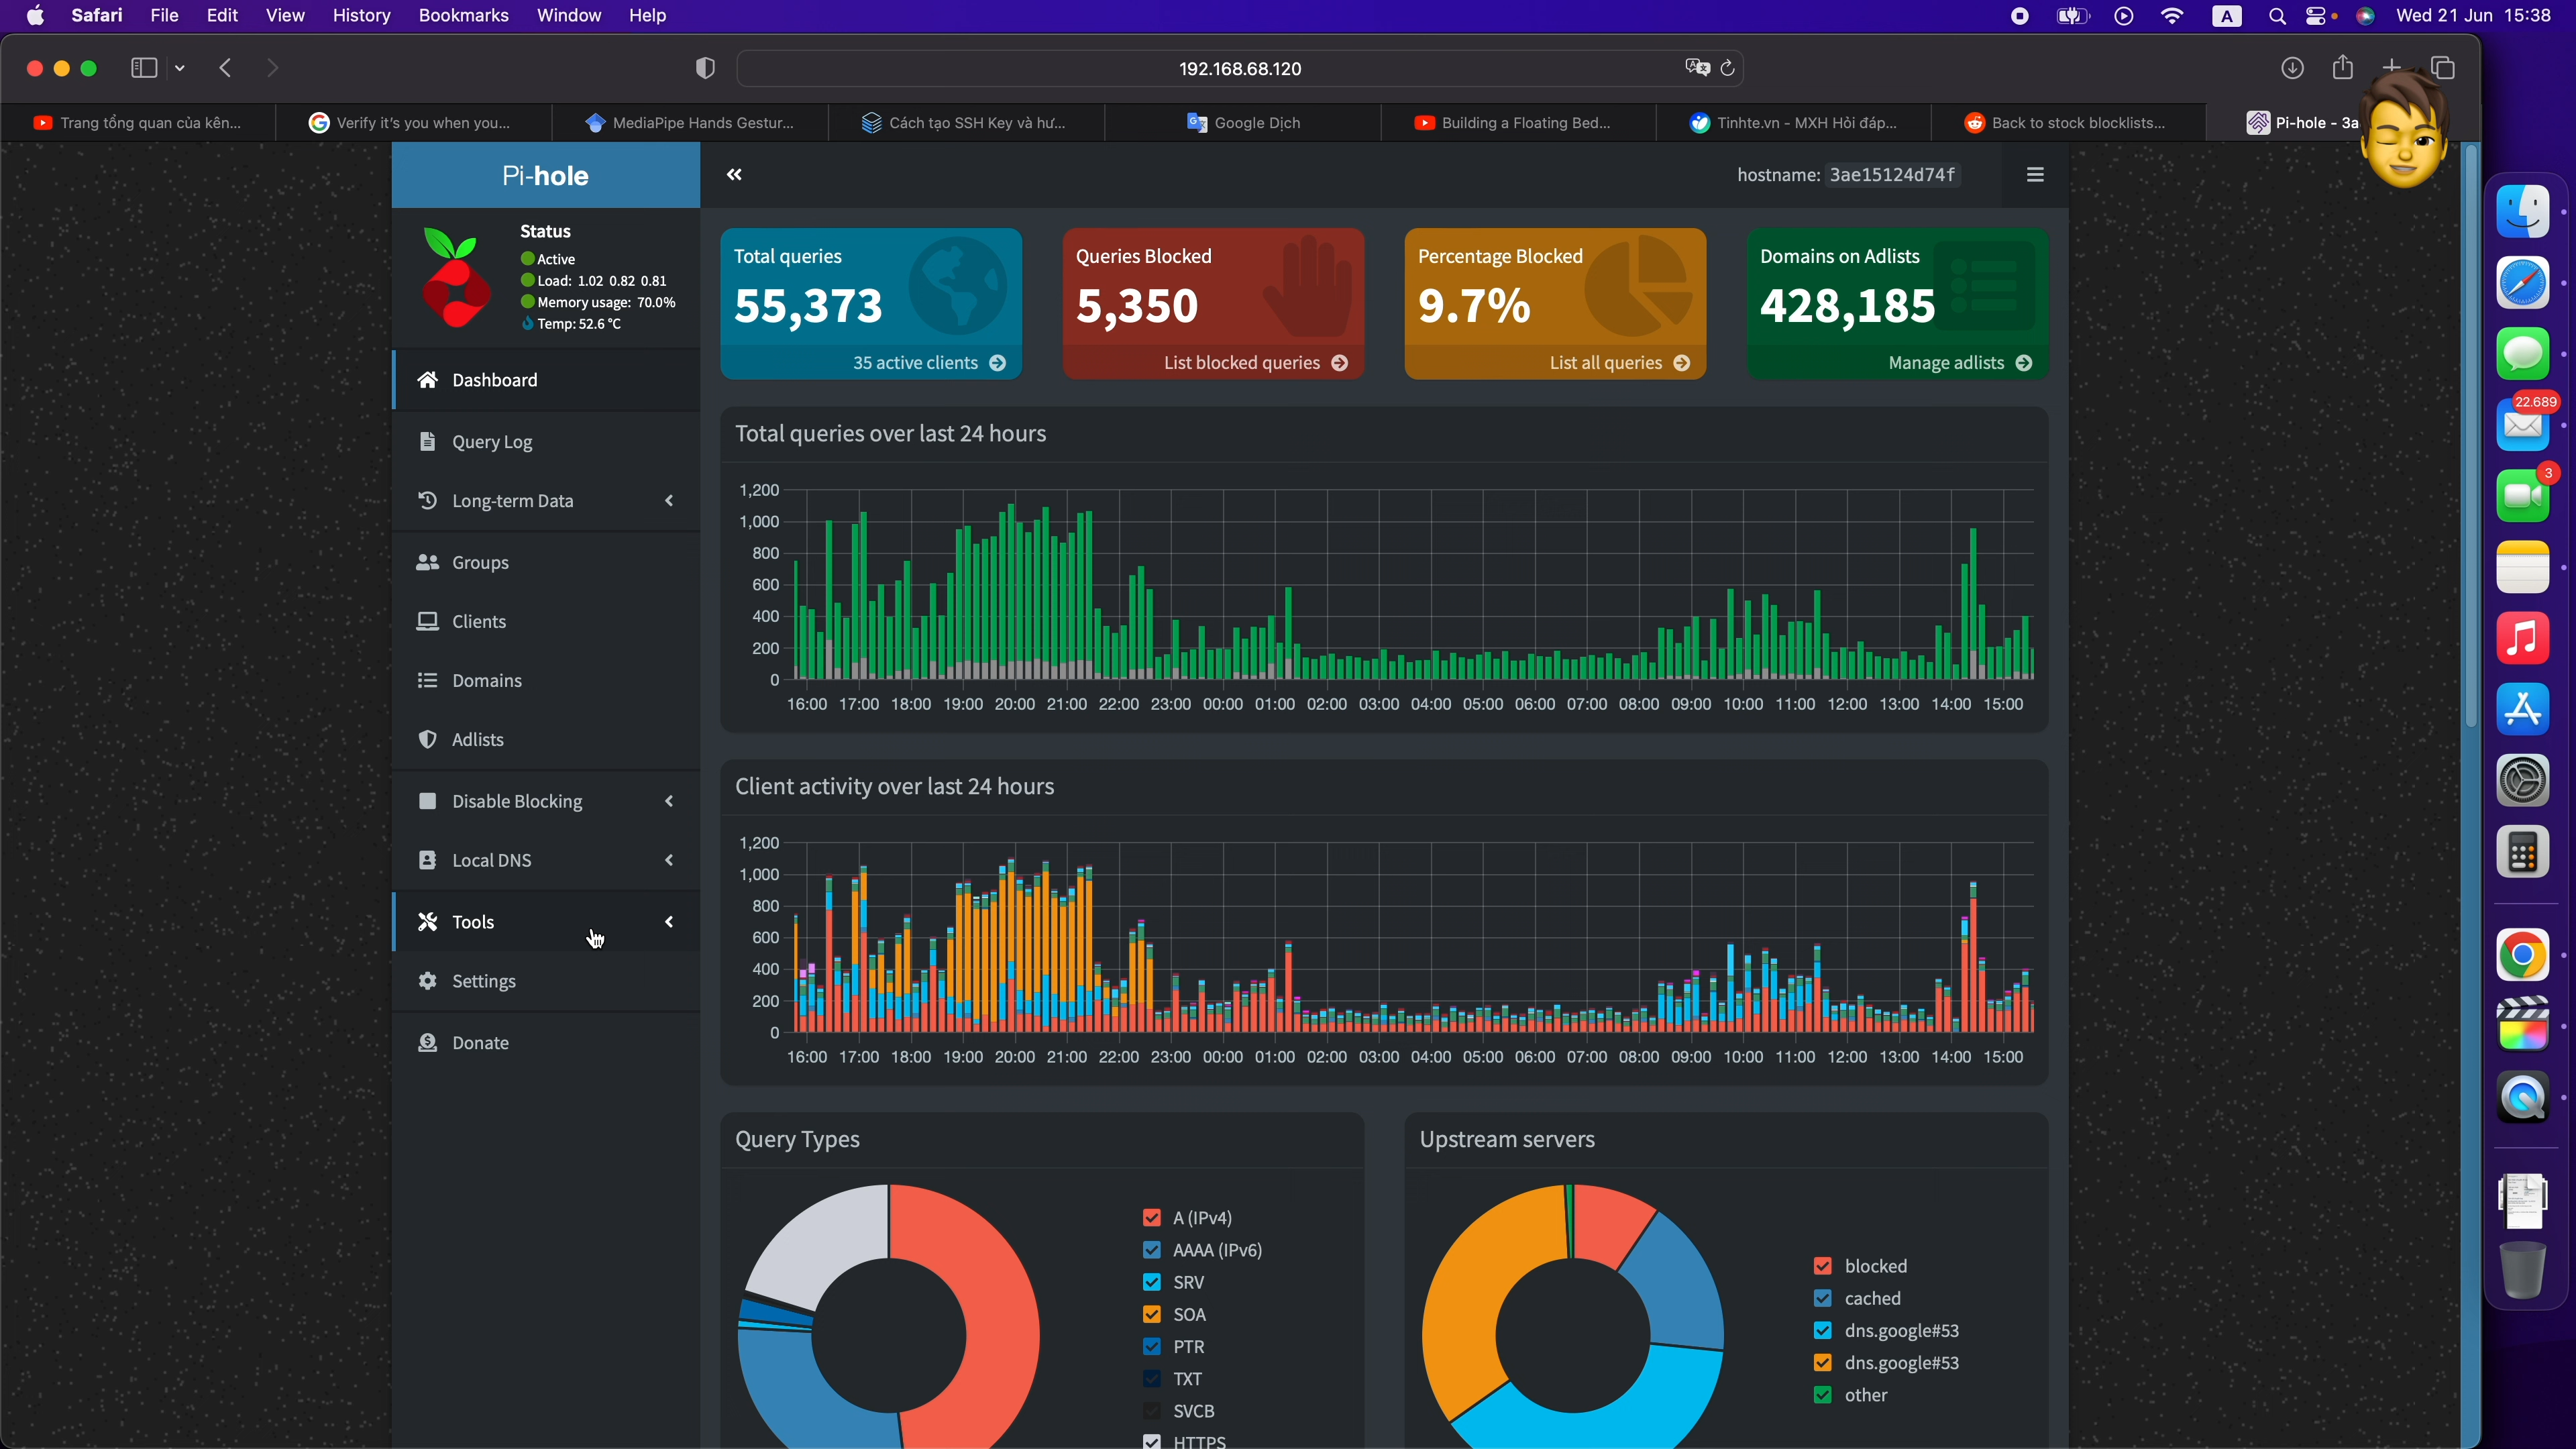 Safari File Edit View History Bookmarks Window Help
A
Wed 21 Jun 15:38
192.168.68.120
Trang tổng quan của kên...
Verify it's you when you...
MediaPipe Hands Gestur...
Cách tạo SSH Key và hư...
Google Dịch
Building a Floating Bed...
Tinhte.vn - MXH Hỏi đáp...
Back to stock blocklists...
Pi-hole - 3a
Pi-hole
hostname: 3ae15124d74f
Status
Active
Load: 1.02 0.82 0.81
Memory usage: 70.0%
Temp: 52.6 °C
Dashboard
Query Log
Long-term Data
Groups
Clients
Domains
Adlists
Disable Blocking
Local DNS
Tools
Settings
Donate
Total queries
55,373
35 active clients
Queries Blocked
5,350
List blocked queries
Percentage Blocked
9.7%
List all queries
Domains on Adlists
428,185
Manage adlists
Total queries over last 24 hours
1,200
1,000
800
600
400
200
0
16:00 17:00 18:00 19:00 20:00 21:00 22:00 23:00 00:00 01:00 02:00 03:00 04:00 05:00 06:00 07:00 08:00 09:00 10:00 11:00 12:00 13:00 14:00 15:00
Client activity over last 24 hours
1,200
1,000
800
600
400
200
0
16:00 17:00 18:00 19:00 20:00 21:00 22:00 23:00 00:00 01:00 02:00 03:00 04:00 05:00 06:00 07:00 08:00 09:00 10:00 11:00 12:00 13:00 14:00 15:00
Query Types
A (IPv4)
AAAA (IPv6)
SRV
SOA
PTR
TXT
SVCB
HTTPS
Upstream servers
blocked
cached
dns.google#53
dns.google#53
other
22.689
3